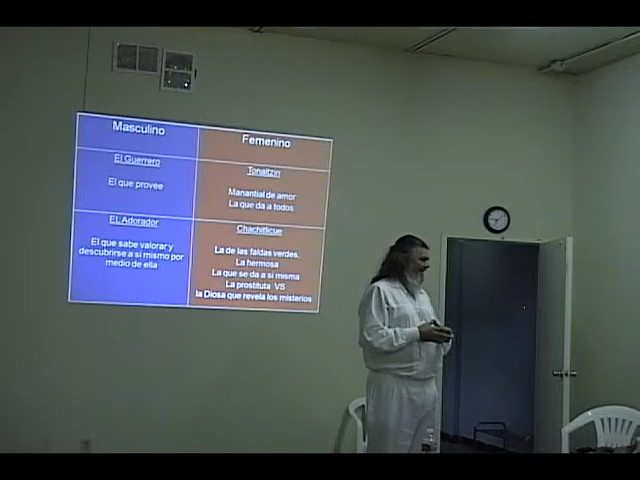 Masculino
Femenino
El Guerrero
El que provee
Tonaltzin
Manantial de amor
La que da a todos
EL Adorador
El que sabe valorar y
descubrirse a si mismo por
medio de ella
Chachitlicue
La de las faldas verdes,
La hermosa
La que se da a si misma
La prostituta VS
la Diosa que revela los misterios